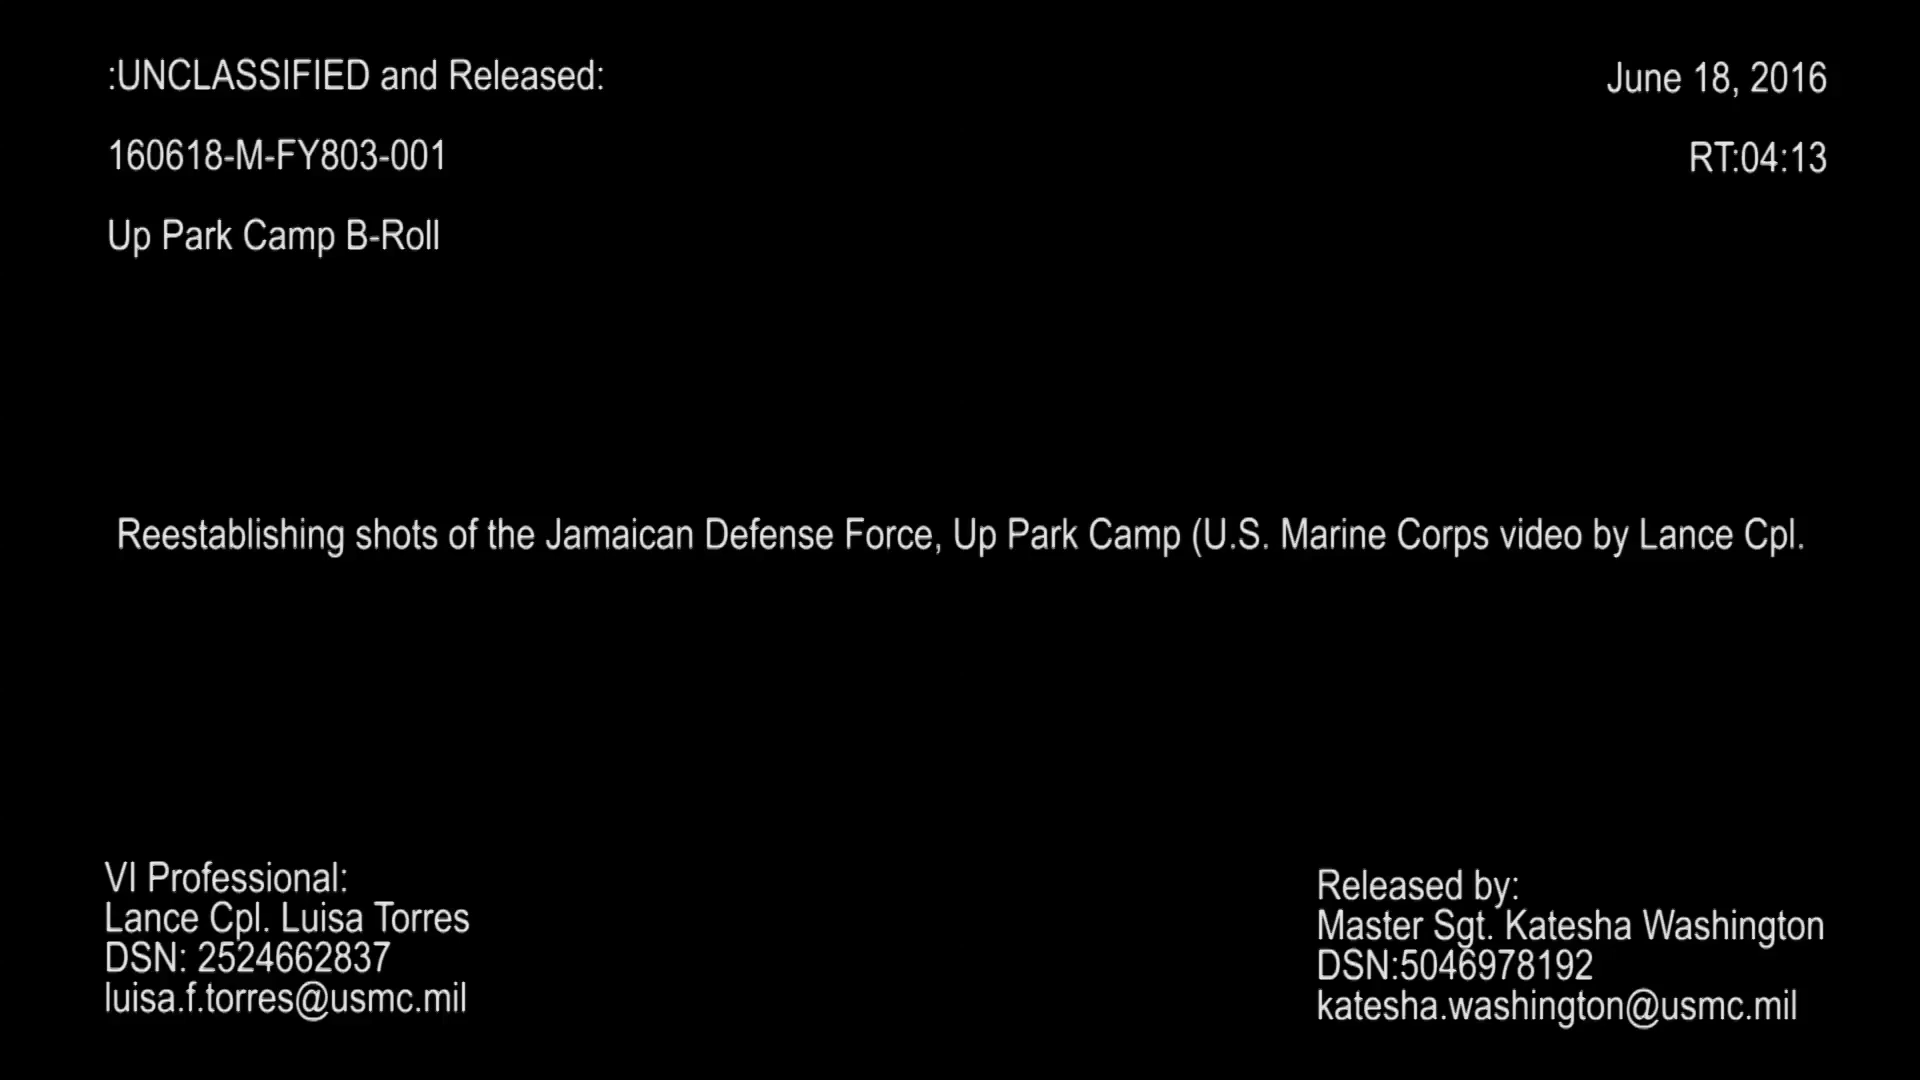 :UNCLASSIFIED and Released:
June 18, 2016
160618-M-FY803-001
RT:04:13
Up Park Camp B-Roll
Reestablishing shots of the Jamaican Defense Force, Up Park Camp (U.S. Marine Corps video by Lance Cpl.
VI Professional:
Lance Cpl. Luisa Torres
DSN: 2524662837
luisa.f.torres@usmc.mil
Released by:
Master Sgt. Katesha Washington
DSN:5046978192
katesha.washington@usmc.mil